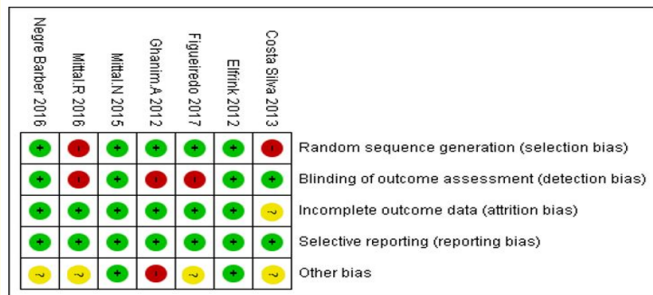 Negre Barber 2016
Mittal.R 2016
Mittal.N 2015
Ghanim.A 2012
Figueiredo 2017
Elfrink 2012
Costa Silva 2013
+ - + + + + - Random sequence generation (selection bias)
+ - + - - + + Blinding of outcome assessment (detection bias)
+ + + + + + ? Incomplete outcome data (attrition bias)
+ + + + + + + Selective reporting (reporting bias)
? ? + - ? + ? Other bias